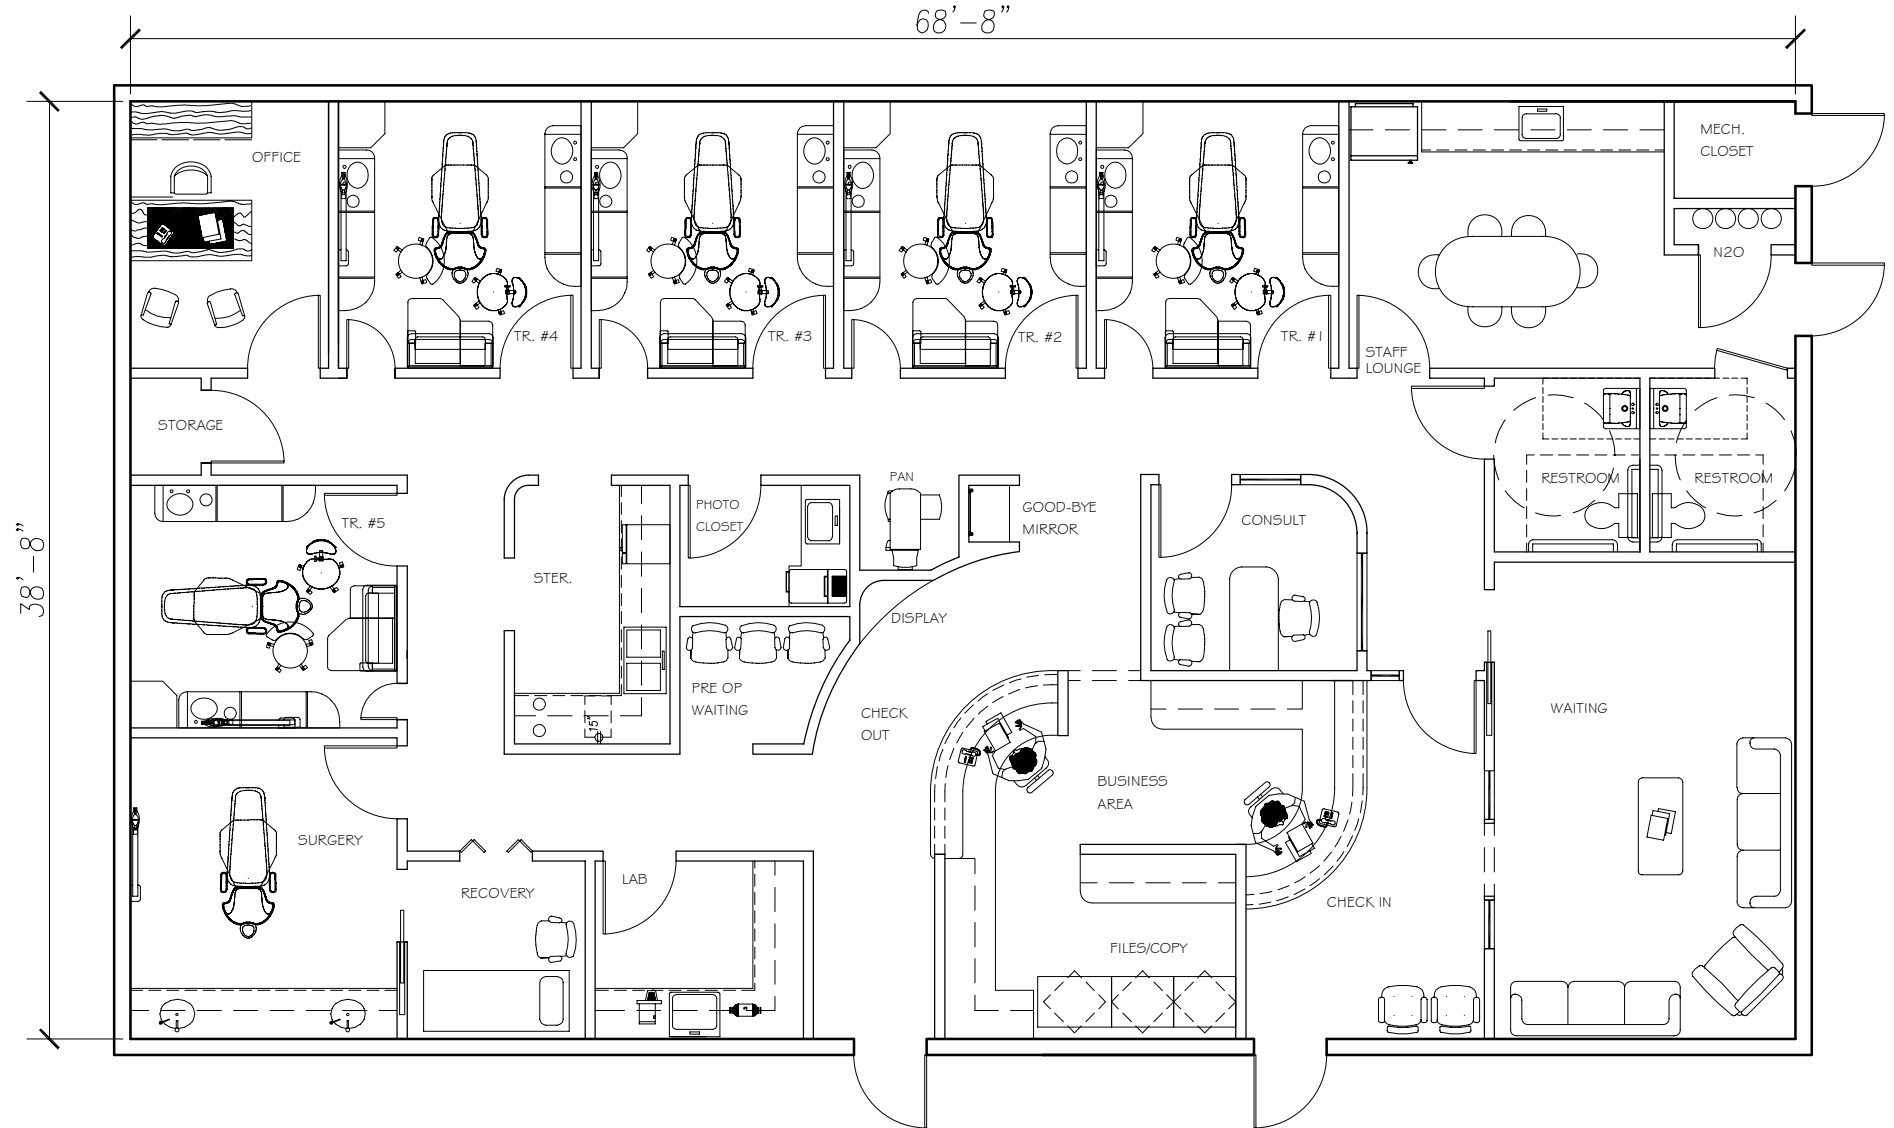 68'-8"
38'-8"
OFFICE
MECH.
CLOSET
N2O
TR. #4
TR. #3
TR. #2
TR. #1
STAFF
LOUNGE
STORAGE
RESTROOM
RESTROOM
PAN
PHOTO
CLOSET
GOOD-BYE
MIRROR
CONSULT
TR. #5
STER.
DISPLAY
PRE OP
WAITING
15"
CHECK
OUT
WAITING
BUSINESS
AREA
SURGERY
RECOVERY
LAB
CHECK IN
FILES/COPY